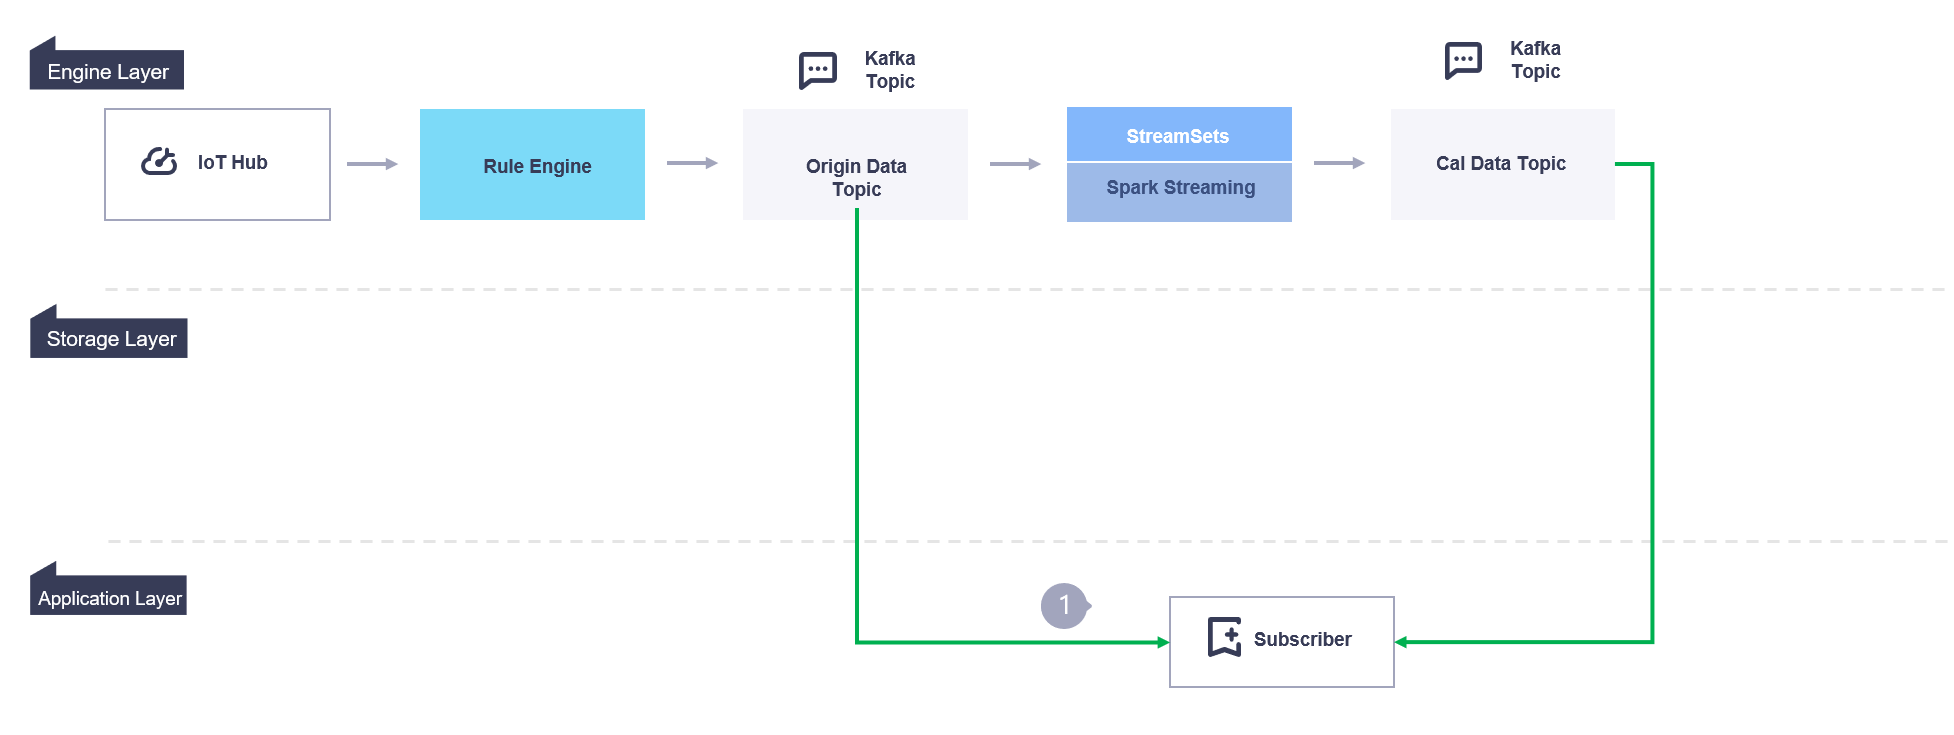 Engine Layer
Kafka
Topic
Kafka
Topic
IoT Hub
Rule Engine
Origin Data
Topic
StreamSets
Spark Streaming
Cal Data Topic
Storage Layer
Application Layer
1
Subscriber